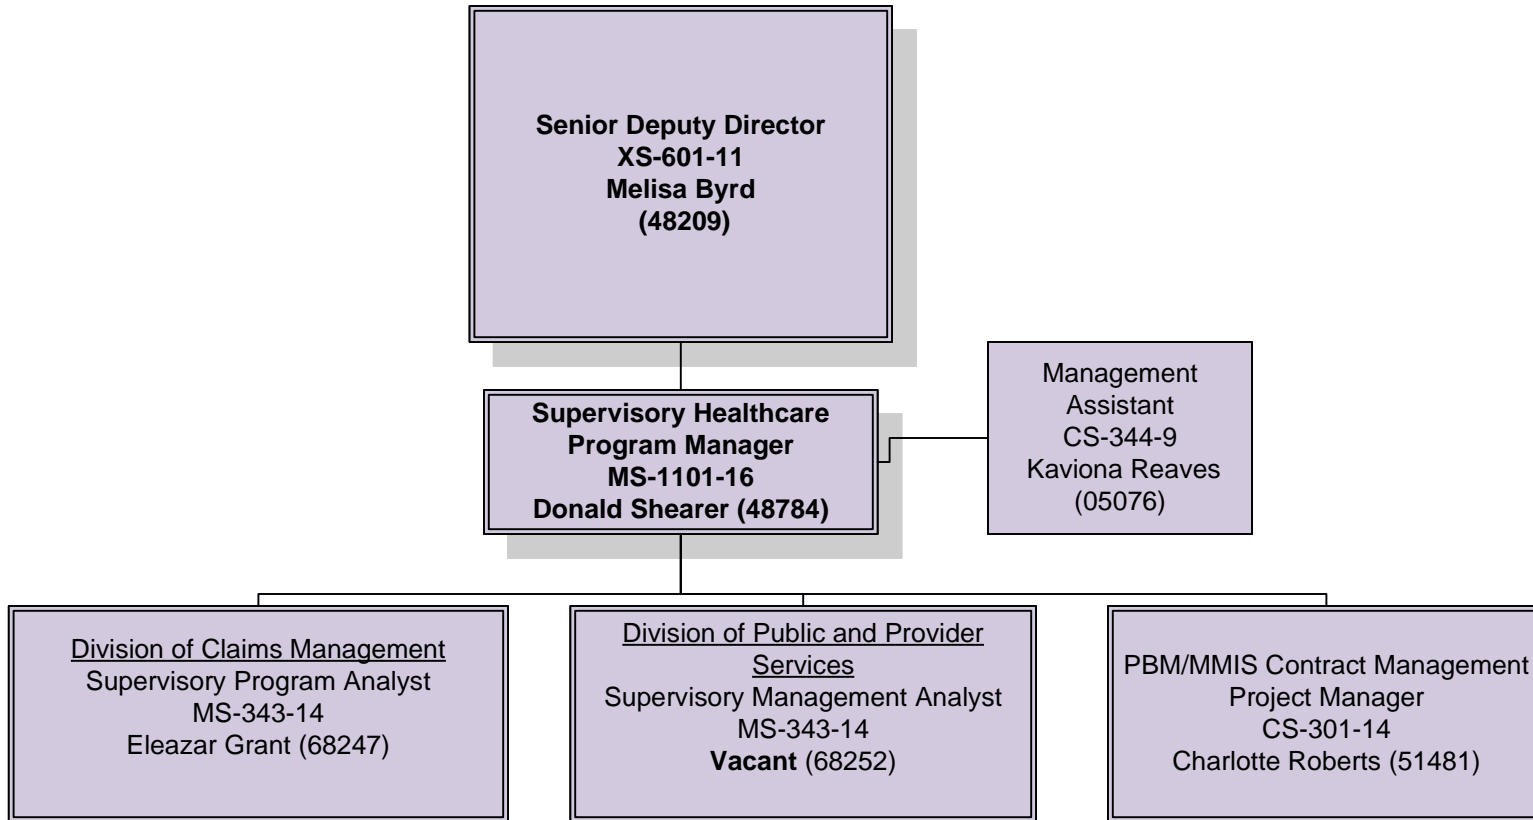 Senior Deputy Director
XS-601-11
Melisa Byrd
(48209)
Supervisory Healthcare
Program Manager
MS-1101-16
Donald Shearer (48784)
Management
Assistant
CS-344-9
Kaviona Reaves
(05076)
Division of Claims Management
Supervisory Program Analyst
MS-343-14
Eleazar Grant (68247)
Division of Public and Provider
Services
Supervisory Management Analyst
MS-343-14
Vacant (68252)
PBM/MMIS Contract Management
Project Manager
CS-301-14
Charlotte Roberts (51481)